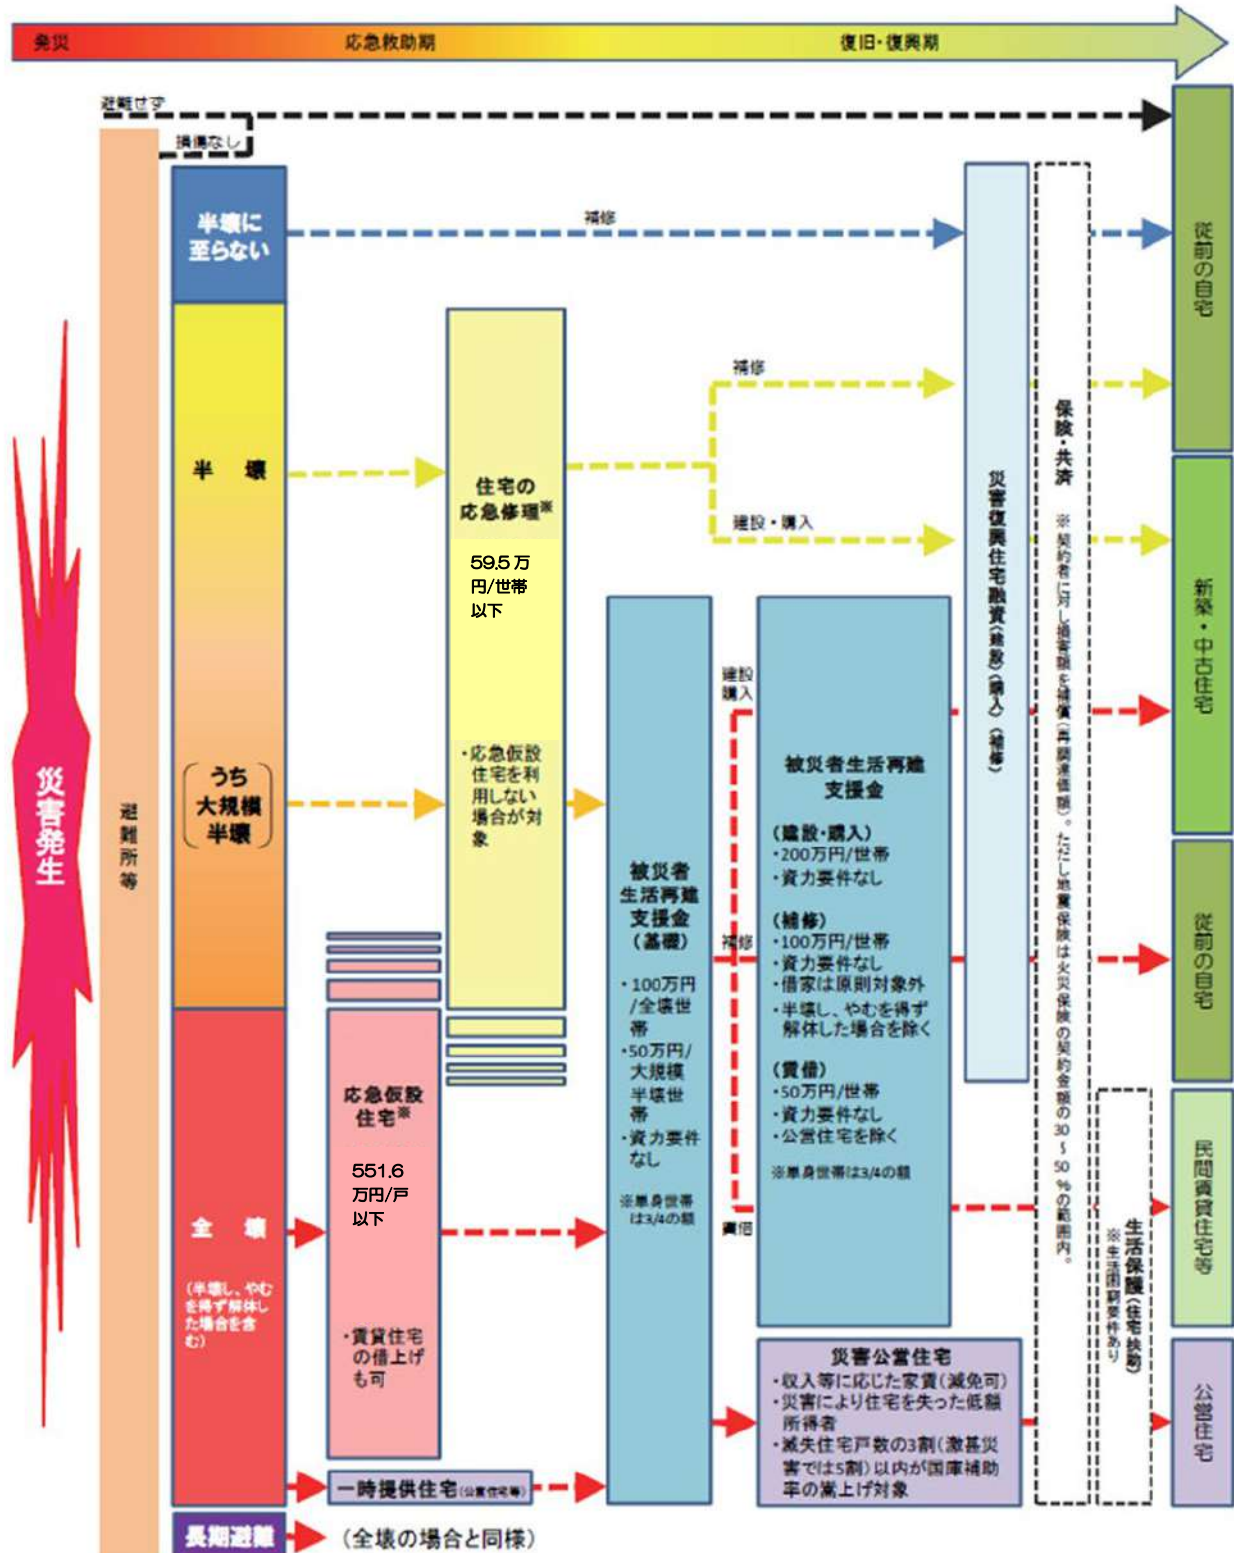 発災
応急救助期
復旧・復興期
避難せず
損傷なし
半壊に
至らない
補修
半　壊
うち
大規模
半壊
住宅の
応急修理※
59.5万
円/世帯
以下
・応急仮設
住宅を利
用しない
場合が対
象
補修
建設・購入
災害発生
避難所等
全　壊
(半壊し、やむ
を得ず解体し
た場合を含
む)
応急仮設
住宅※
551.6
万円/戸
以下
・賃貸住宅
の借上げ
も可
一時提供住宅(公営住宅等)
長期避難
(全壊の場合と同様)
被災者
生活再建
支援金
(基礎)
・100万円
/全壊世
帯
・50万円/
大規模
半壊世
帯
・資力要件
なし
※単身世帯
は3/4の額
建設
購入
補修
賃借
被災者生活再建
支援金
(建設・購入)
・200万円/世帯
・資力要件なし
(補修)
・100万円/世帯
・資力要件なし
・借家は原則対象外
・半壊し、やむを得ず
解体した場合を除く
(賃借)
・50万円/世帯
・資力要件なし
・公営住宅を除く
※単身世帯は3/4の額
災害公営住宅
・収入等に応じた家賃(減免可)
・災害により住宅を失った低額
所得者
・滅失住宅戸数の3割(激甚災
害では5割)以内が国庫補助
率の嵩上げ対象
災害復興住宅融資(建設)(購入)(補修)
保険・共済　※契約者に対し損害額を補償(再調達価額)。ただし地震保険は火災保険の契約金額の30～50％の範囲内。
生活保護(住宅扶助)
※生活困窮要件あり
従前の自宅
新築・中古住宅
従前の自宅
民間賃貸住宅等
公営住宅